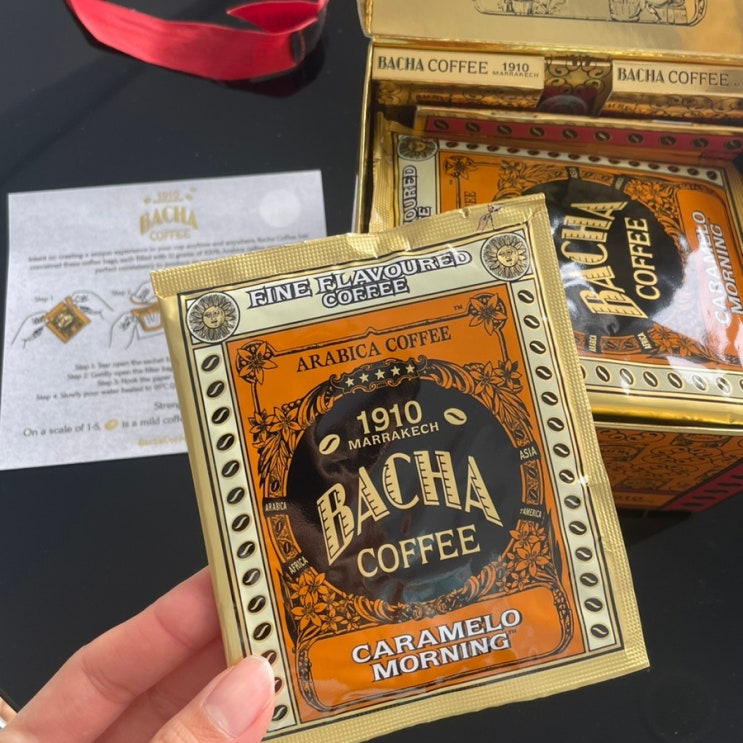 BACHA COFFEE 1910 MARRAKECH
BACHA COFFEE
1910
BACHA
COFFEE
Step 1
Step 1: Tear open the sachet
Step 2: Gently open the filter
Step 3: Hook the paper
Step 4: Slowly pour water heated to
On a scale of 1-5, is a mild
FINE FLAVOURED
COFFEE
ARABICA COFFEE
1910
MARRAKECH
BACHA
COFFEE
ARABICA
ASIA
AFRICA
AMERICA
CARAMELO
MORNING
BACHA
COFFEE
CARAMELO
MORNING